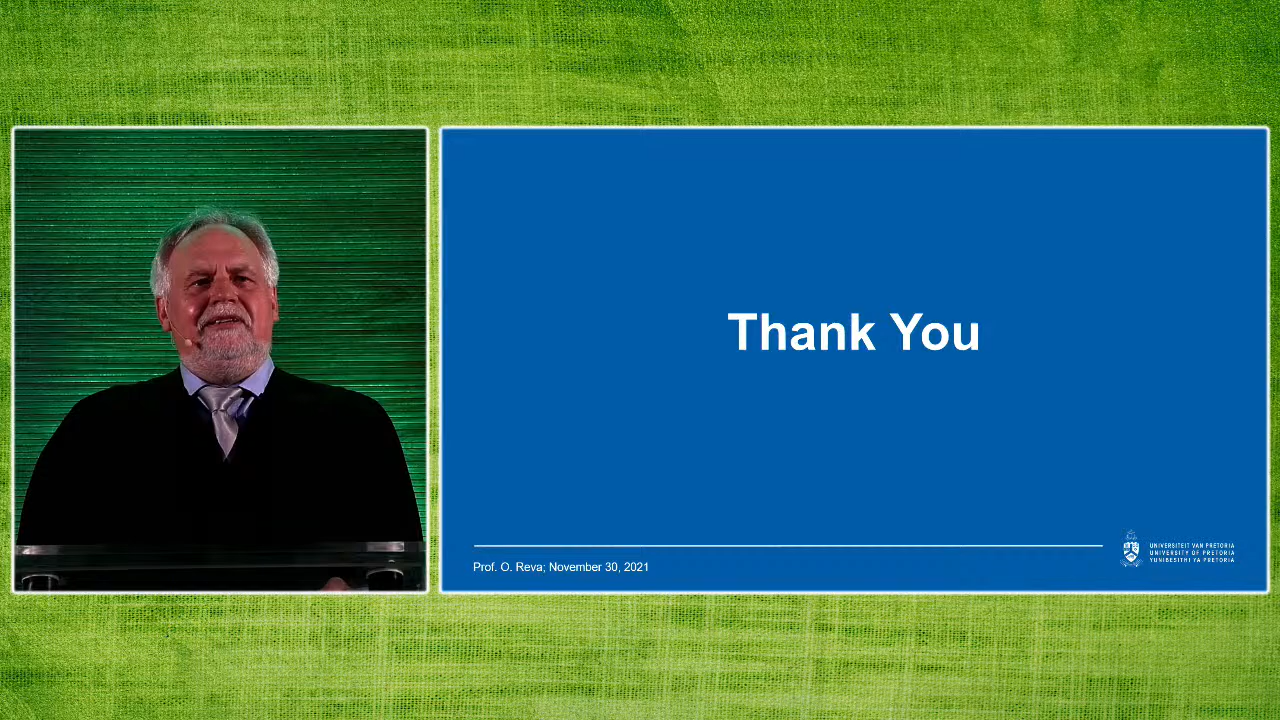 Thank You
Prof. O. Reva; November 30, 2021
UNIVERSITEIT VAN PRETORIA
UNIVERSITY OF PRETORIA
YUNIBESITHI YA PRETORIA